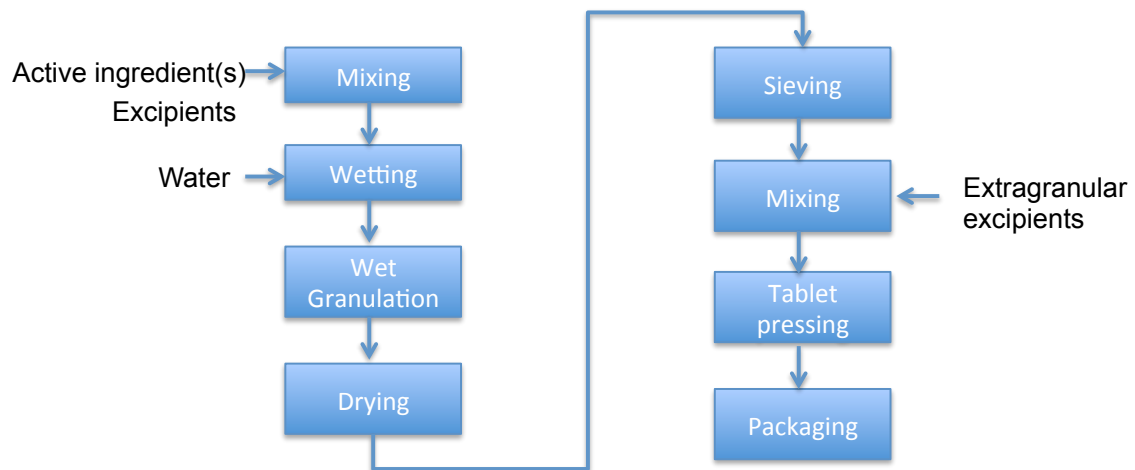 Active ingredient(s)
Excipients
Mixing
Water
Wetting
Wet
Granulation
Drying
Sieving
Mixing
Extragranular
excipients
Tablet
pressing
Packaging